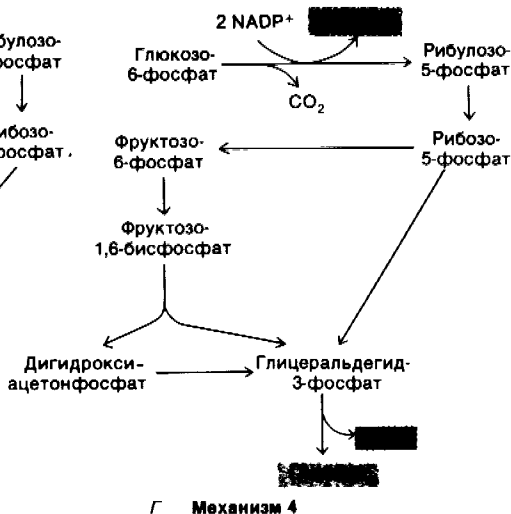 2 NADP⁺
булозо-
осфат
Глюкозо-
6-фосфат
Рибулозо-
5-фосфат
CO₂
ибозо-
осфат.
Фруктозо-
6-фосфат
Рибозо-
5-фосфат
Фруктозо-
1,6-бисфосфат
Дигидрокси-
ацетонфосфат
Глицеральдегид-
3-фосфат
Г Механизм 4